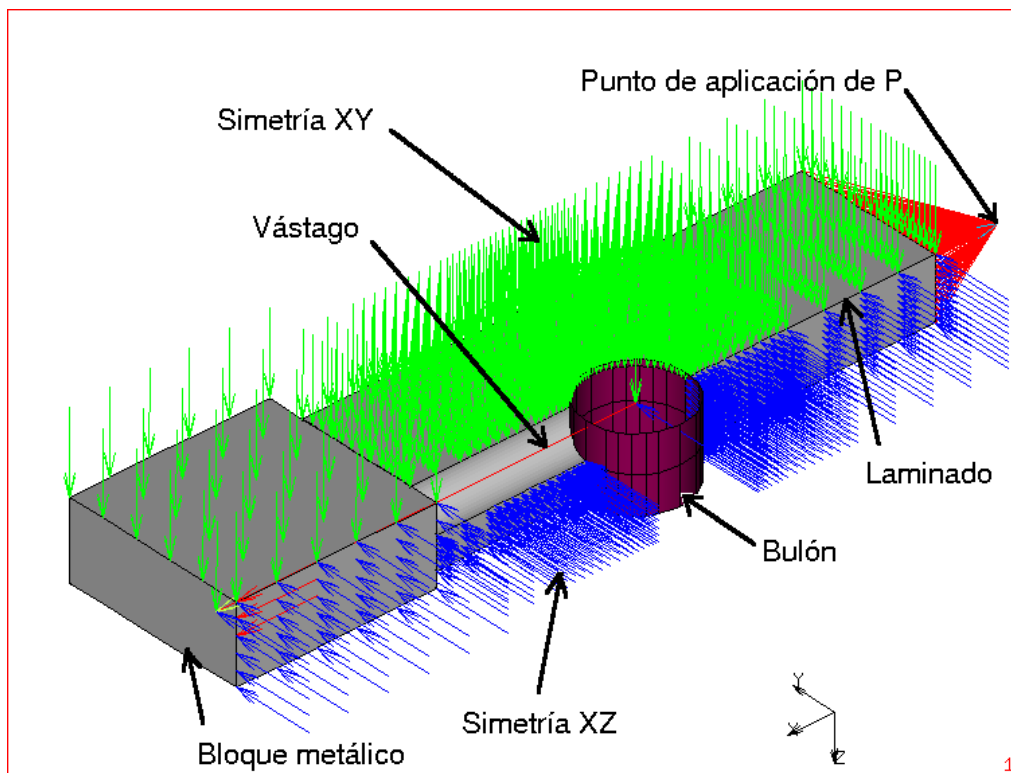 Punto de aplicación de P
Simetría XY
Vástago
Laminado
Bulón
Simetría XZ
Bloque metálico
Y
X
Z
1